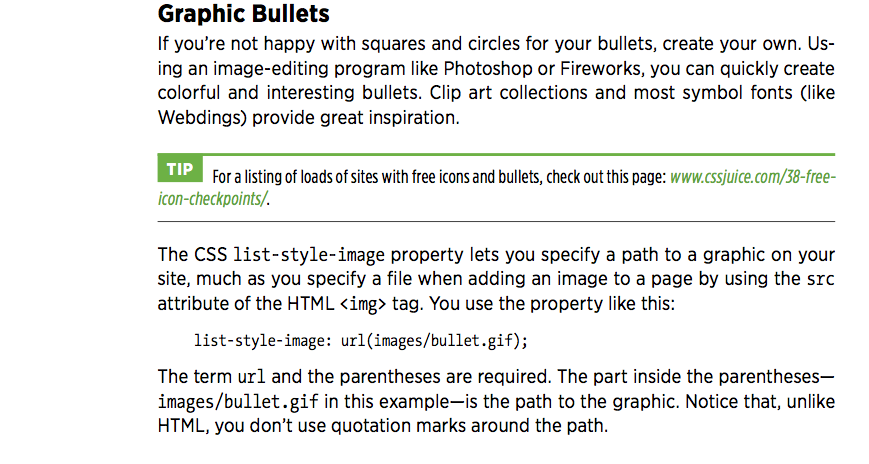 Graphic Bullets
If you're not happy with squares and circles for your bullets, create your own. Us-
ing an image-editing program like Photoshop or Fireworks, you can quickly create
colorful and interesting bullets. Clip art collections and most symbol fonts (like
Webdings) provide great inspiration.
TIP For a listing of loads of sites with free icons and bullets, check out this page: www.cssjuice.com/38-free-
icon-checkpoints/.
The CSS list-style-image property lets you specify a path to a graphic on your
site, much as you specify a file when adding an image to a page by using the src
attribute of the HTML <img> tag. You use the property like this:
list-style-image: url(images/bullet.gif);
The term url and the parentheses are required. The part inside the parentheses—
images/bullet.gif in this example—is the path to the graphic. Notice that, unlike
HTML, you don't use quotation marks around the path.